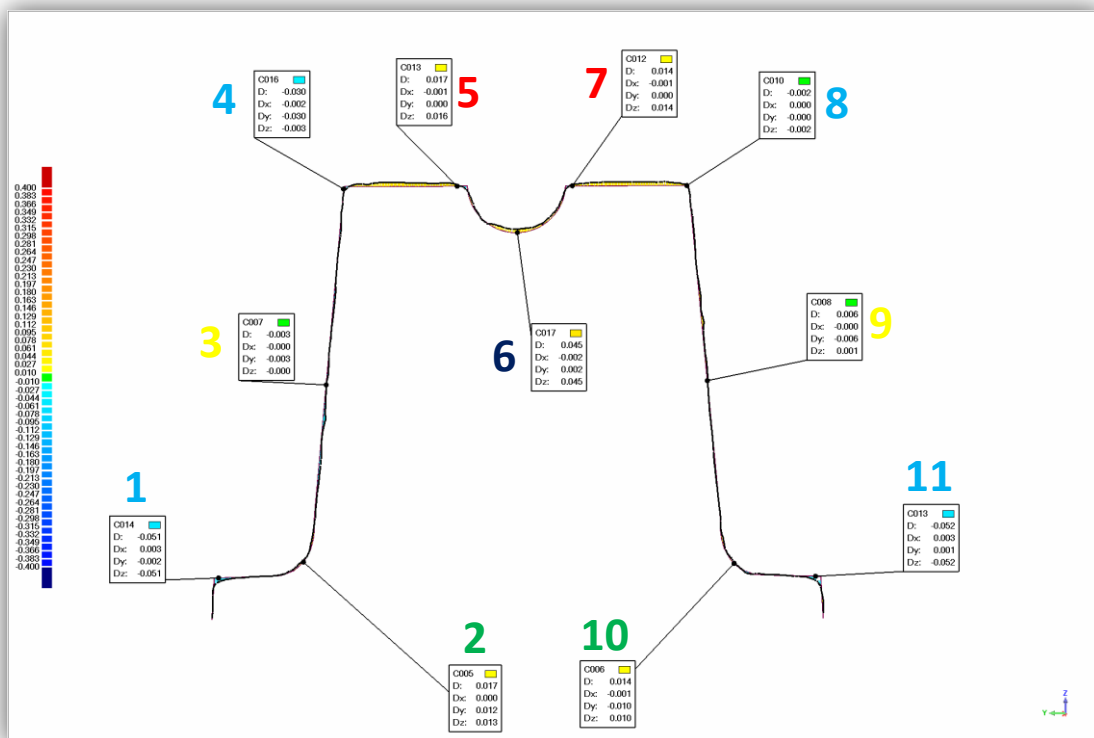 C013
D: 0.017
Dx: -0.001
Dy: 0.000
Dz: 0.016
5
7
C012
D: 0.014
Dx: -0.001
Dy: 0.000
Dz: 0.014
4
C016
D: -0.030
Dx: -0.002
Dy: -0.030
Dz: -0.003
C010
D: -0.002
Dx: 0.000
Dy: -0.000
Dz: -0.002
8
0.400
0.383
0.366
0.349
0.332
0.315
0.298
0.281
0.264
0.247
0.230
0.213
0.197
0.180
0.163
0.146
0.129
0.112
0.095
0.078
0.061
0.044
0.027
0.010
-0.010
-0.027
-0.044
-0.061
-0.078
-0.095
-0.112
-0.129
-0.146
-0.163
-0.180
-0.197
-0.213
-0.230
-0.247
-0.264
-0.281
-0.298
-0.315
-0.332
-0.349
-0.366
-0.383
-0.400
3
C007
D: -0.003
Dx: -0.000
Dy: -0.003
Dz: -0.000
6
C017
D: 0.045
Dx: -0.002
Dy: 0.002
Dz: 0.045
C008
D: 0.006
Dx: -0.000
Dy: -0.006
Dz: 0.001
9
1
C014
D: -0.051
Dx: 0.003
Dy: -0.002
Dz: -0.051
11
C013
D: -0.052
Dx: 0.003
Dy: 0.001
Dz: -0.052
2
C005
D: 0.017
Dx: 0.000
Dy: 0.012
Dz: 0.013
10
C006
D: 0.014
Dx: -0.001
Dy: -0.010
Dz: 0.010
Z
Y